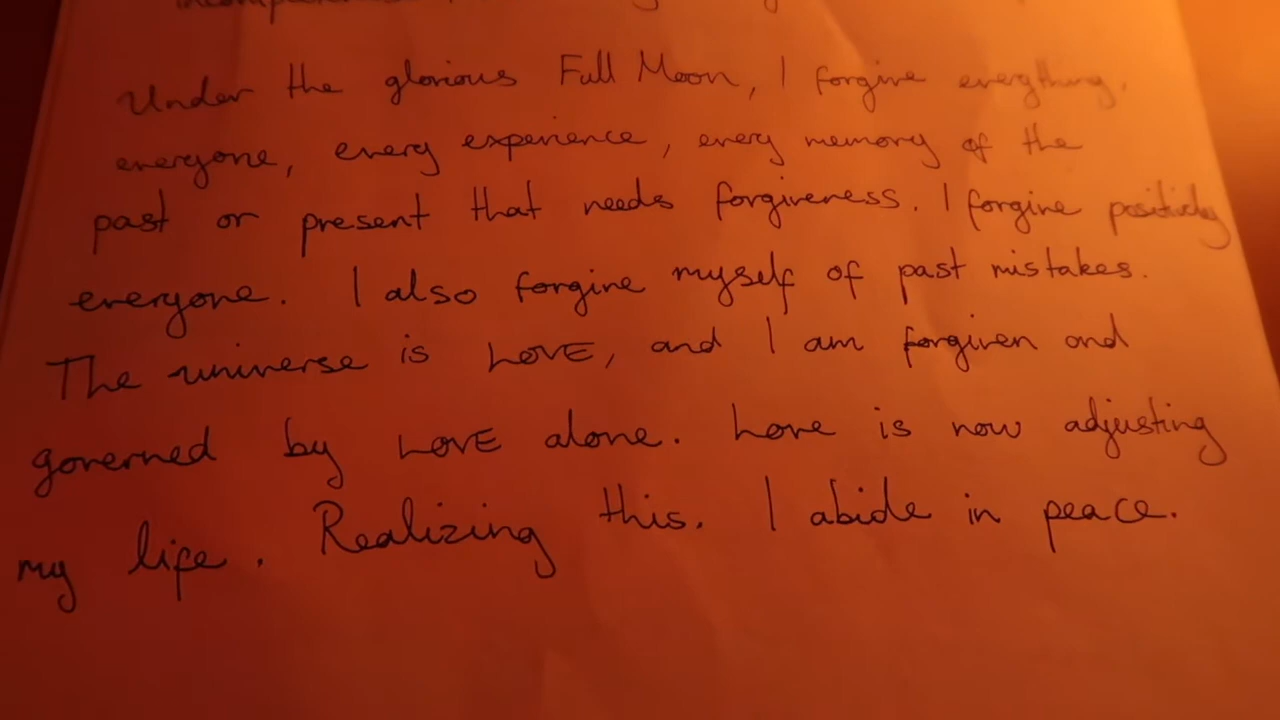 Under the glorious Full Moon, I forgive everything,
everyone, every experience, every memory of the
past or present that needs forgiveness. I forgive positively
everyone. I also forgive myself of past mistakes.
The universe is LOVE, and I am forgiven and
governed by LOVE alone. Love is now adjusting
my life. Realizing this. I abide in peace.